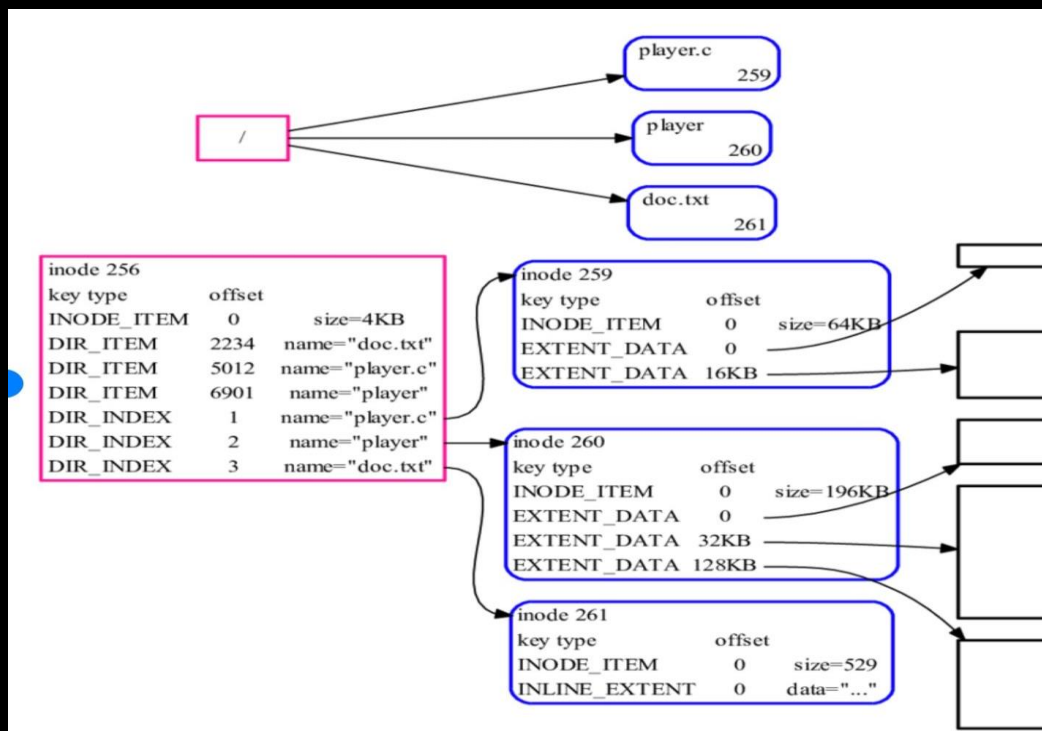 player.c
259
/
player
260
doc.txt
261
inode 256
key type offset
INODE_ITEM 0 size=4KB
DIR_ITEM 2234 name="doc.txt"
DIR_ITEM 5012 name="player.c"
DIR_ITEM 6901 name="player"
DIR_INDEX 1 name="player.c"
DIR_INDEX 2 name="player"
DIR_INDEX 3 name="doc.txt"
inode 259
key type offset
INODE_ITEM 0 size=64KB
EXTENT_DATA 0
EXTENT_DATA 16KB
inode 260
key type offset
INODE_ITEM 0 size=196KB
EXTENT_DATA 0
EXTENT_DATA 32KB
EXTENT_DATA 128KB
inode 261
key type offset
INODE_ITEM 0 size=529
INLINE_EXTENT 0 data="..."